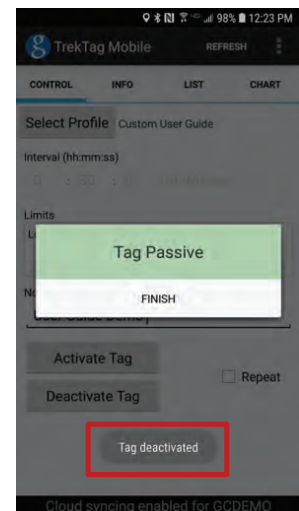 98% 12:23 PM
TrekTag Mobile REFRESH
CONTROL INFO LIST CHART
Select Profile Custom User Guide
Interval (hh:mm:ss)
Limits
Tag Passive
FINISH
User Guide Demo
Activate Tag
Repeat
Deactivate Tag
Tag deactivated
Cloud syncing enabled for GCDEMO